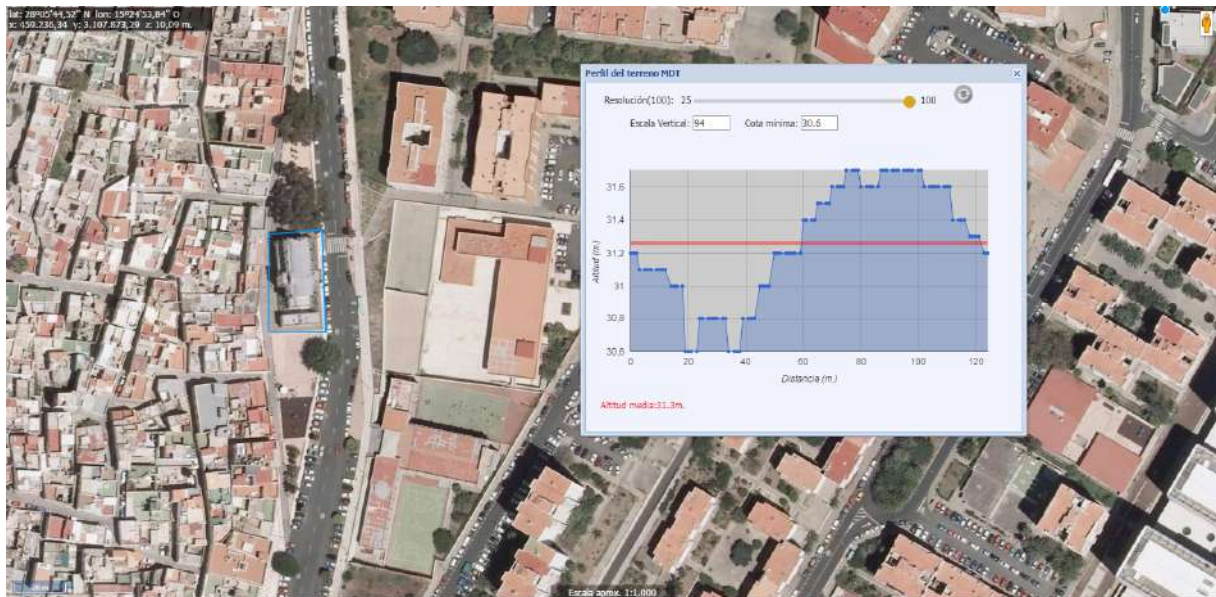 lat: 28º05'44,52" N lon: 15º24'53,84" O
x: 459.236,34 y: 3.107.873,29 z: 10,09 m.
Perfil del terreno MDT
Resolución(100): 25 100
Escala Vertical: 94 Cota mínima: 30.6
31,6
31,4
31,2
31
30,8
30,6
Altitud (m.)
0 20 40 60 80 100 120
Distancia (m.)
Altitud media:31.3m.
Escala aprox. 1:1.000